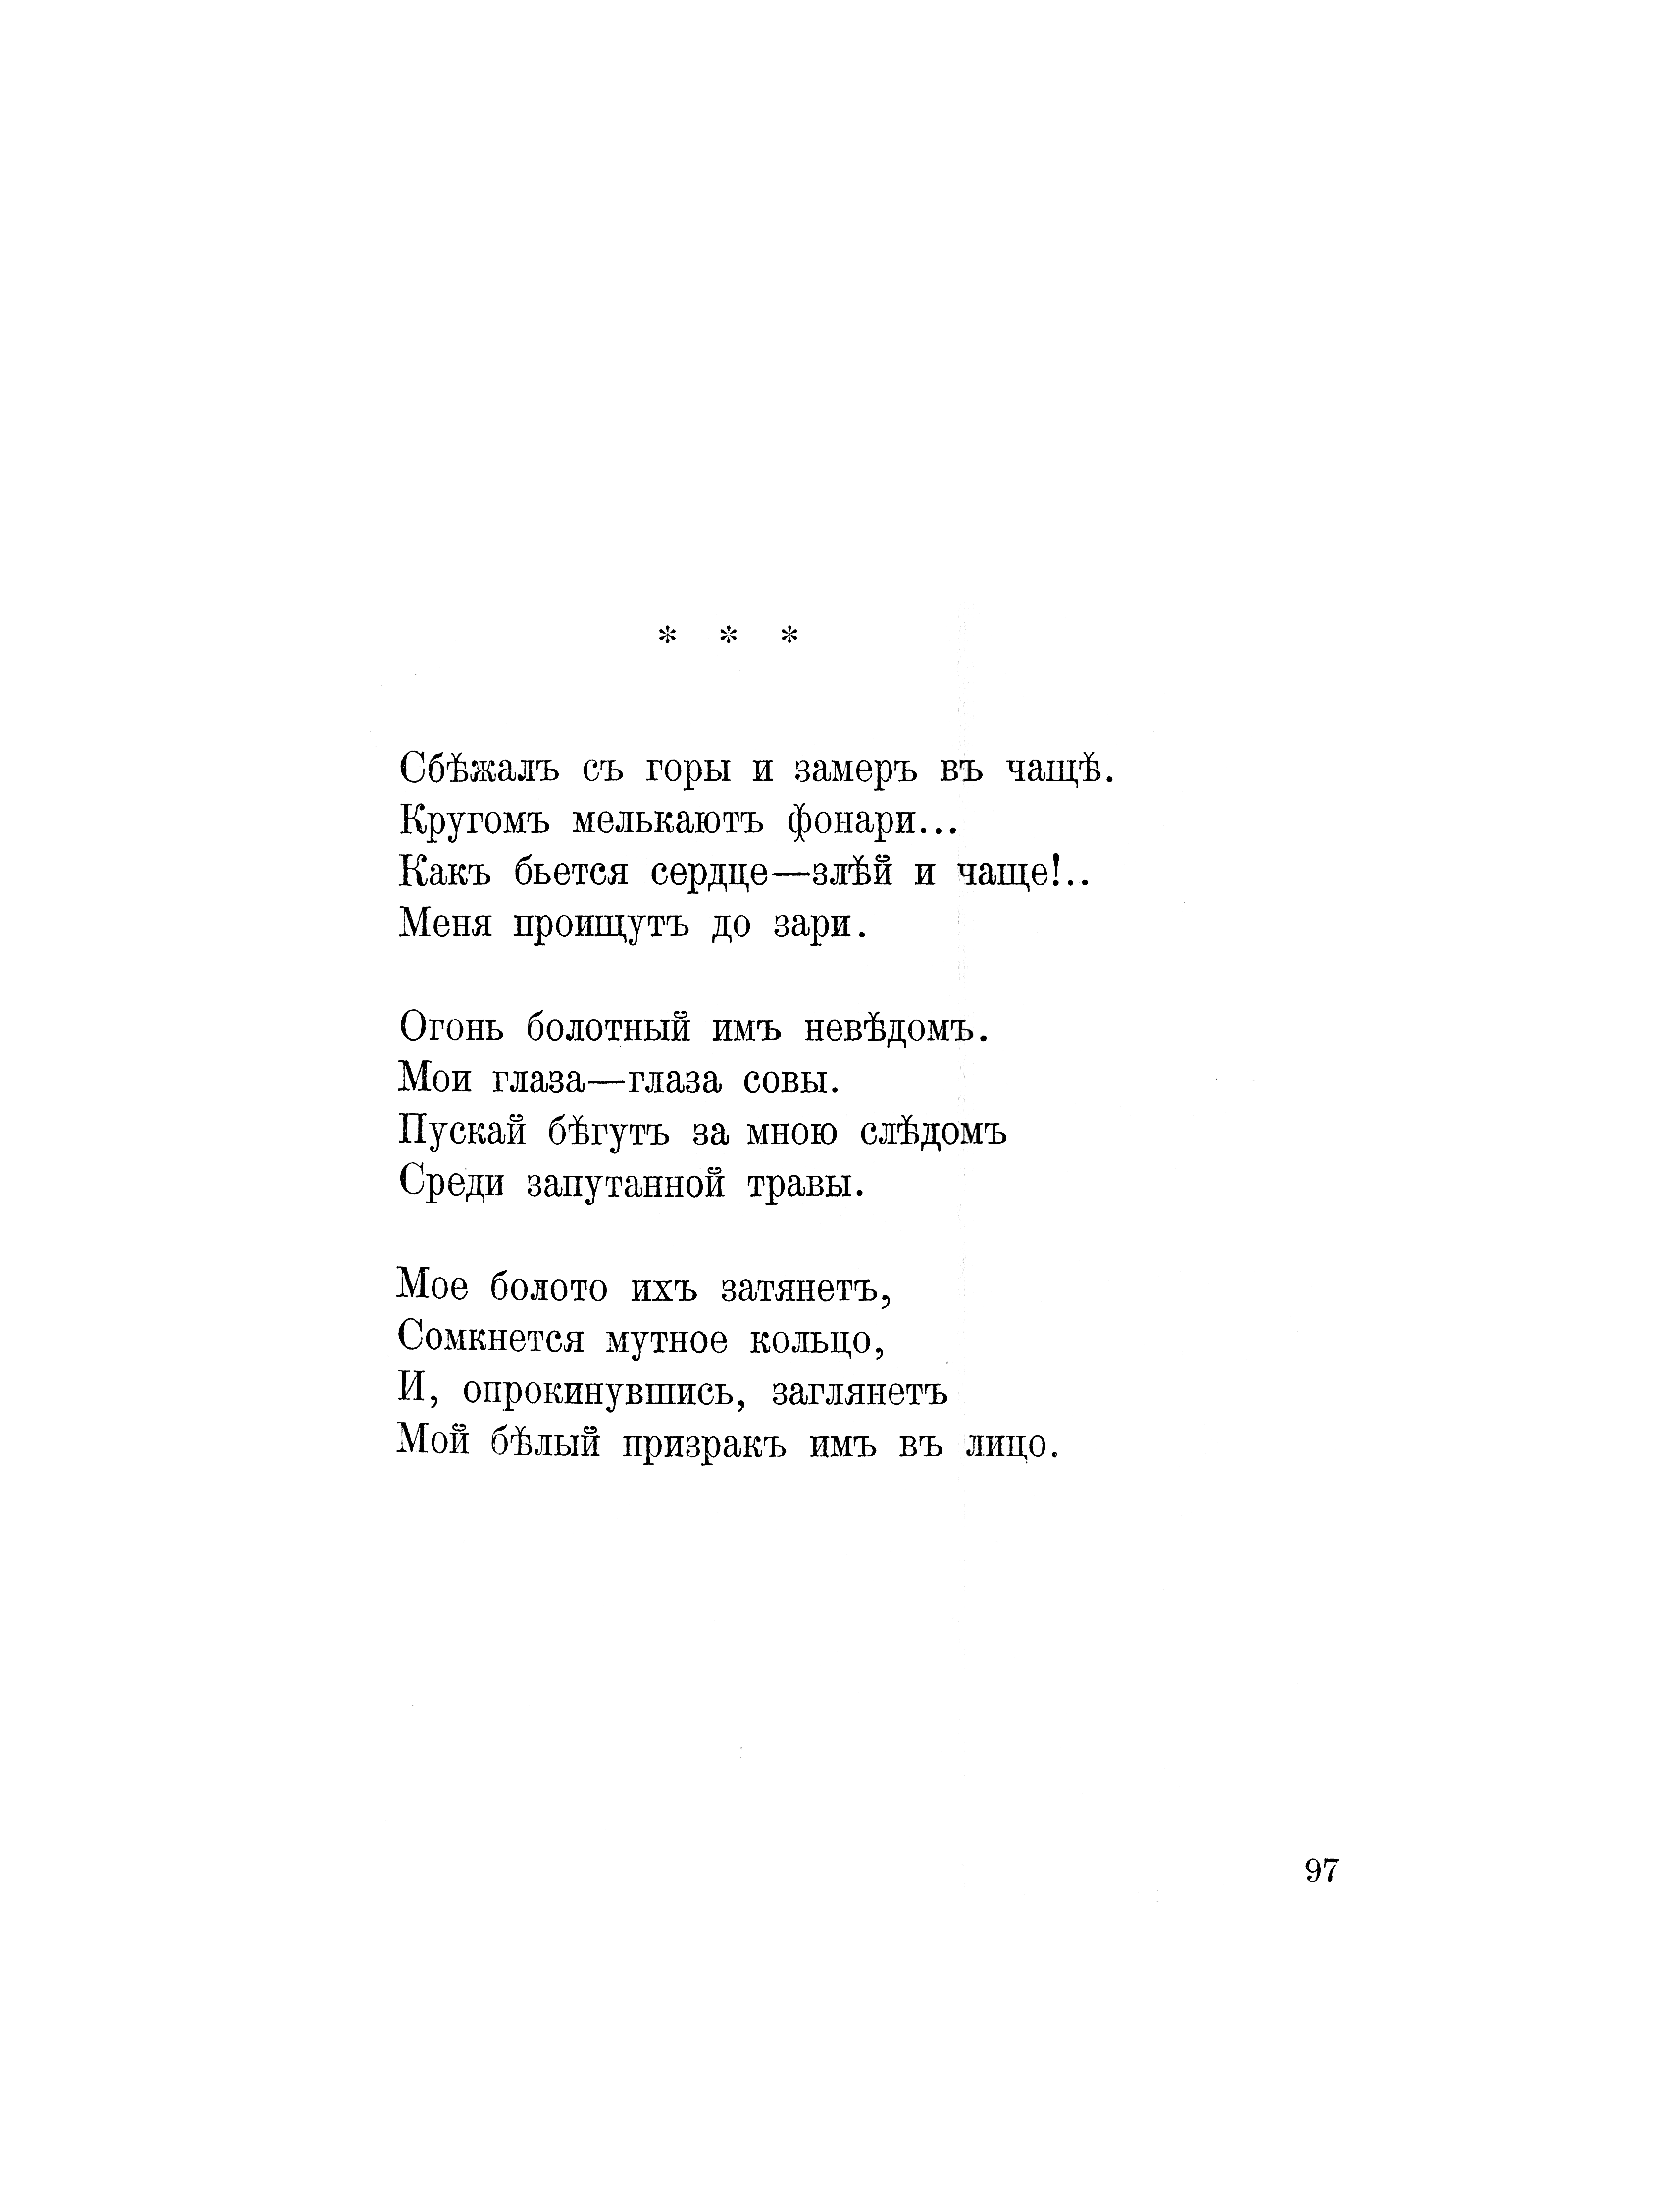 * * *
Сбѣжалъ съ горы и замеръ въ чащѣ.
Кругомъ мелькаютъ фонари...
Какъ бьется сердце—злѣй и чаще!..
Меня проищутъ до зари.
Огонь болотный имъ невѣдомъ.
Мои глаза—глаза совы.
Пускай бѣгутъ за мною слѣдомъ
Среди запутанной травы.
Мое болото ихъ затянетъ,
Сомкнется мутное кольцо,
И, опрокинувшись, заглянетъ
Мой бѣлый призракъ имъ въ лицо.
97